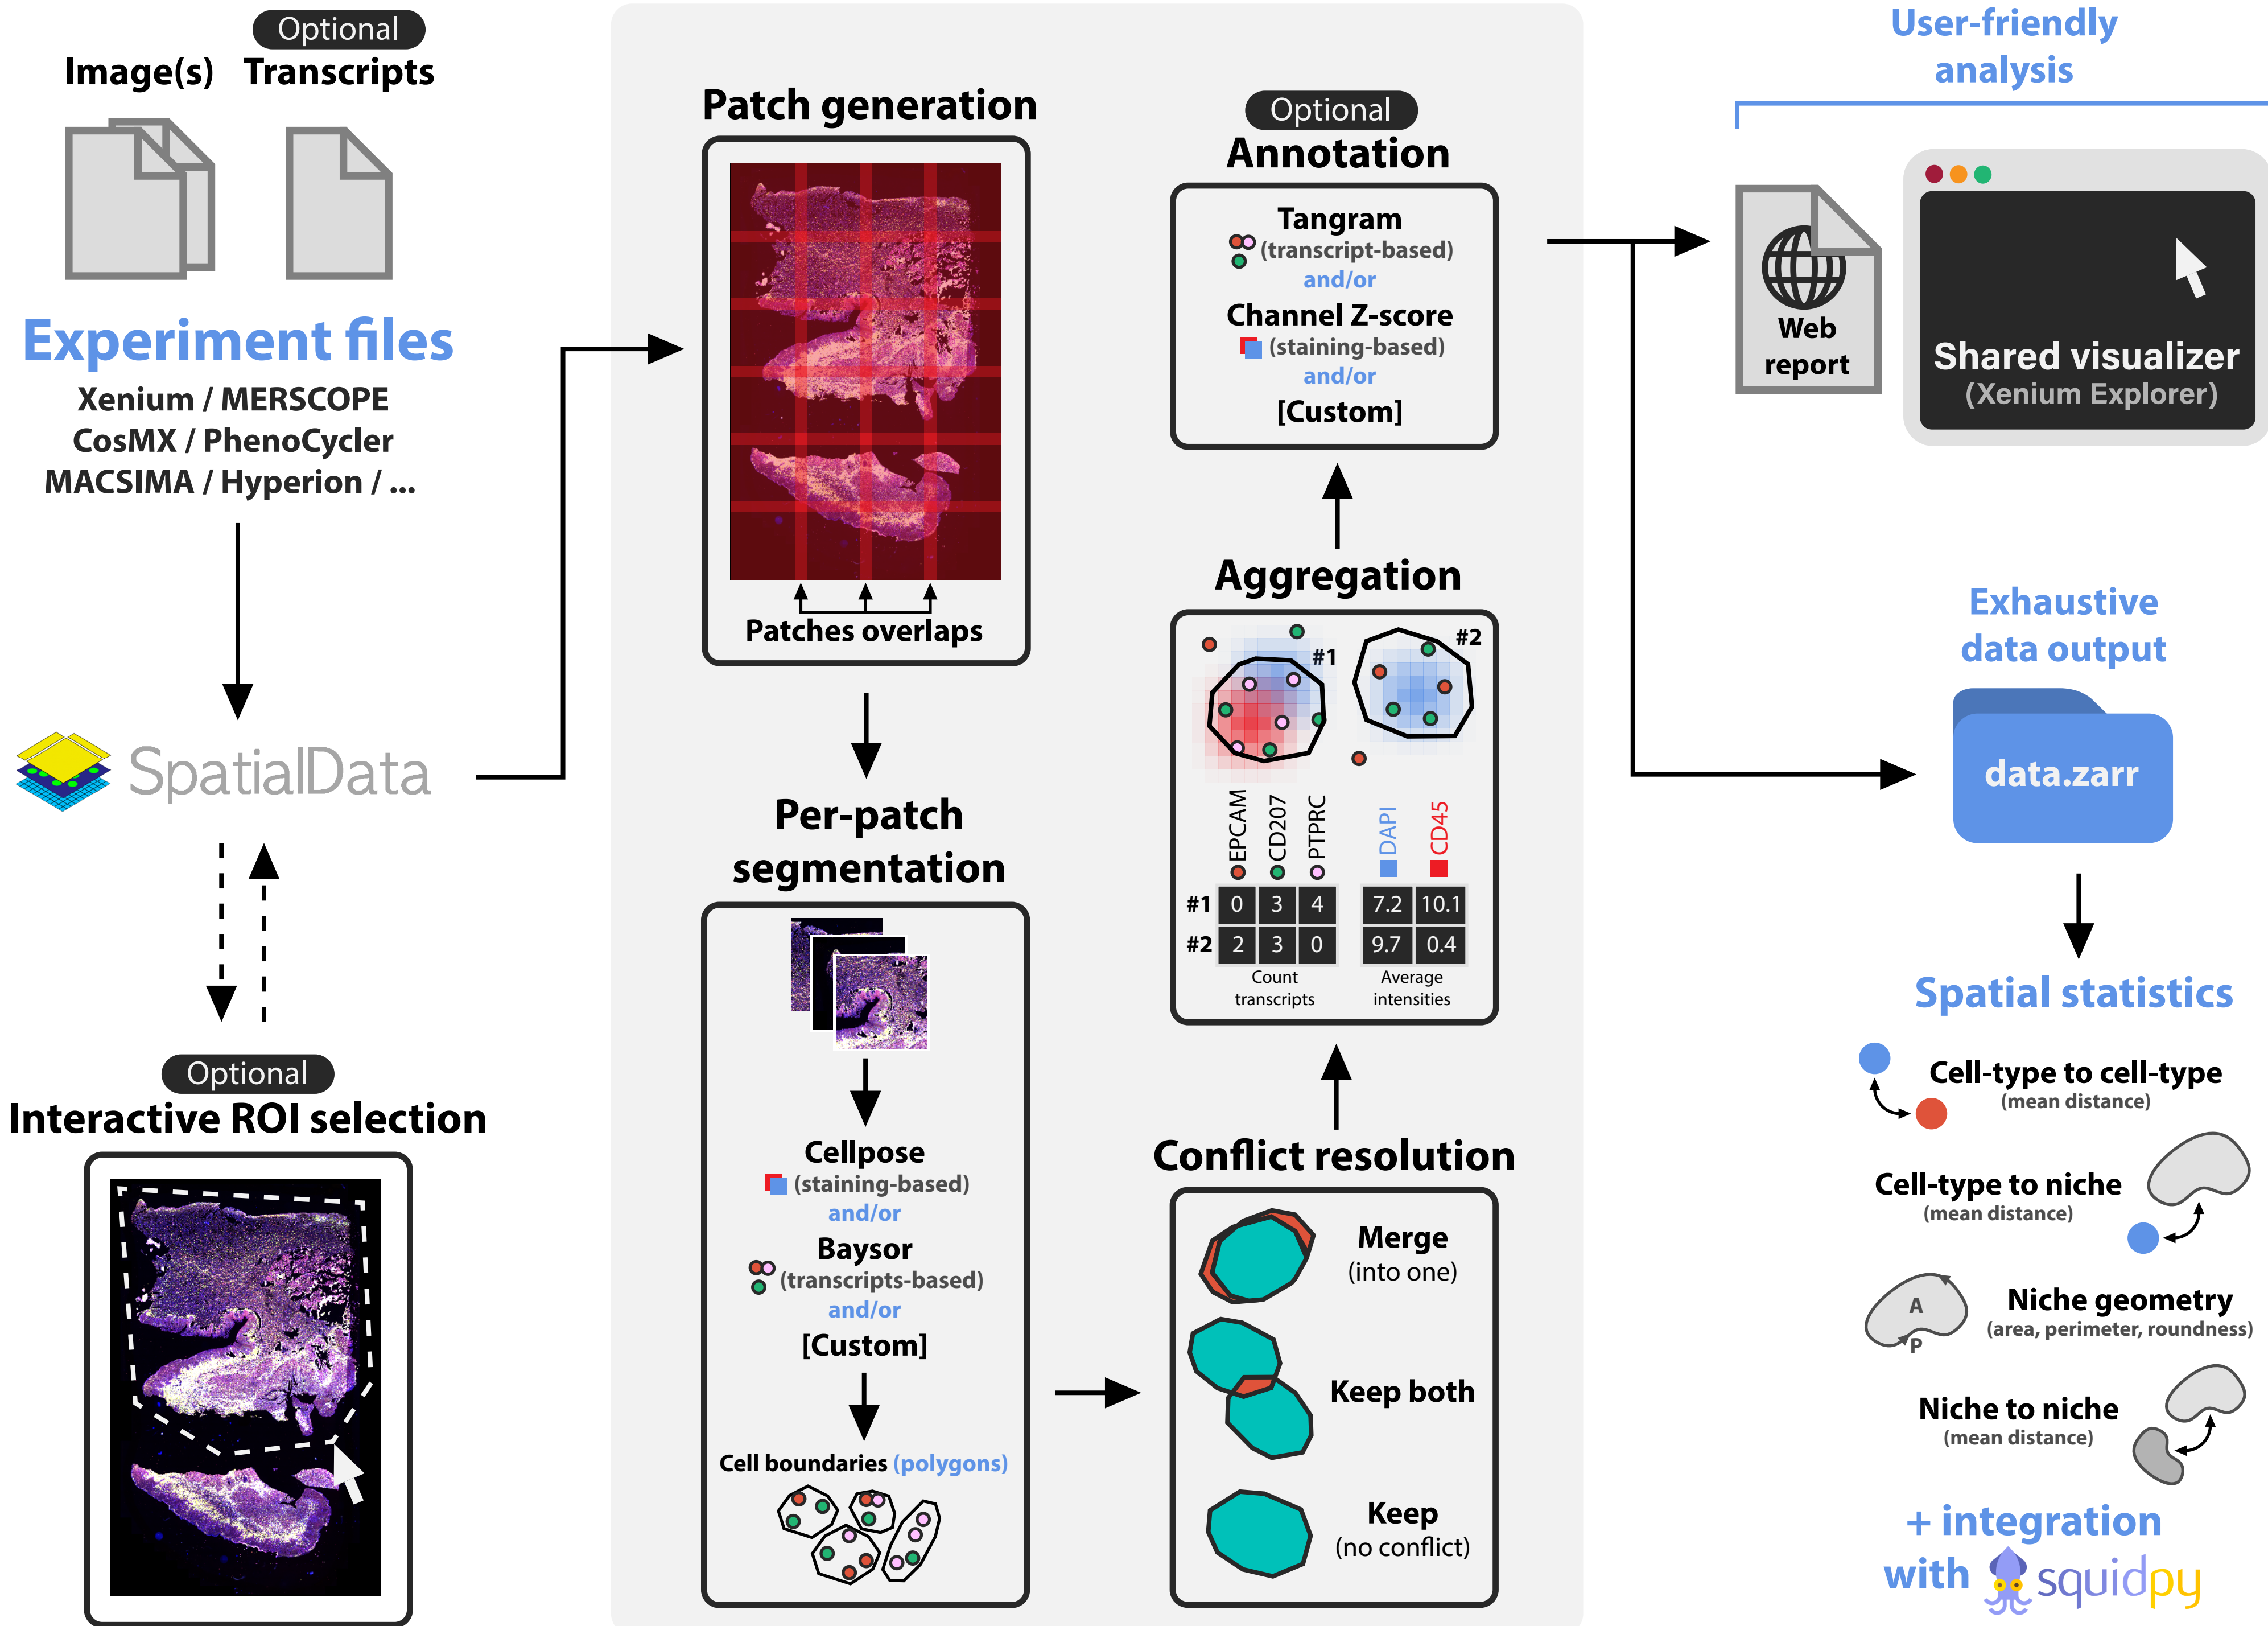 Optional
Image(s)
Transcripts
Experiment files
Xenium / MERSCOPE
CosMX / PhenoCycler
MACSIMA / Hyperion / ...
SpatialData
Optional
Interactive ROI selection
Patch generation
Patches overlaps
Per-patch
segmentation
Cellpose
(staining-based)
and/or
Baysor
(transcripts-based)
and/or
[Custom]
Cell boundaries (polygons)
Optional
Annotation
Tangram
(transcript-based)
and/or
Channel Z-score
(staining-based)
and/or
[Custom]
Aggregation
#1
#2
EPCAM
CD207
PTPRC
DAPI
CD45
#1 0 3 4 7.2 10.1
#2 2 3 0 9.7 0.4
Count
transcripts
Average
intensities
Conflict resolution
Merge
(into one)
Keep both
Keep
(no conflict)
User-friendly
analysis
Web
report
Shared visualizer
(Xenium Explorer)
Exhaustive
data output
data.zarr
Spatial statistics
Cell-type to cell-type
(mean distance)
Cell-type to niche
(mean distance)
A
P
Niche geometry
(area, perimeter, roundness)
Niche to niche
(mean distance)
+ integration
with squidpy